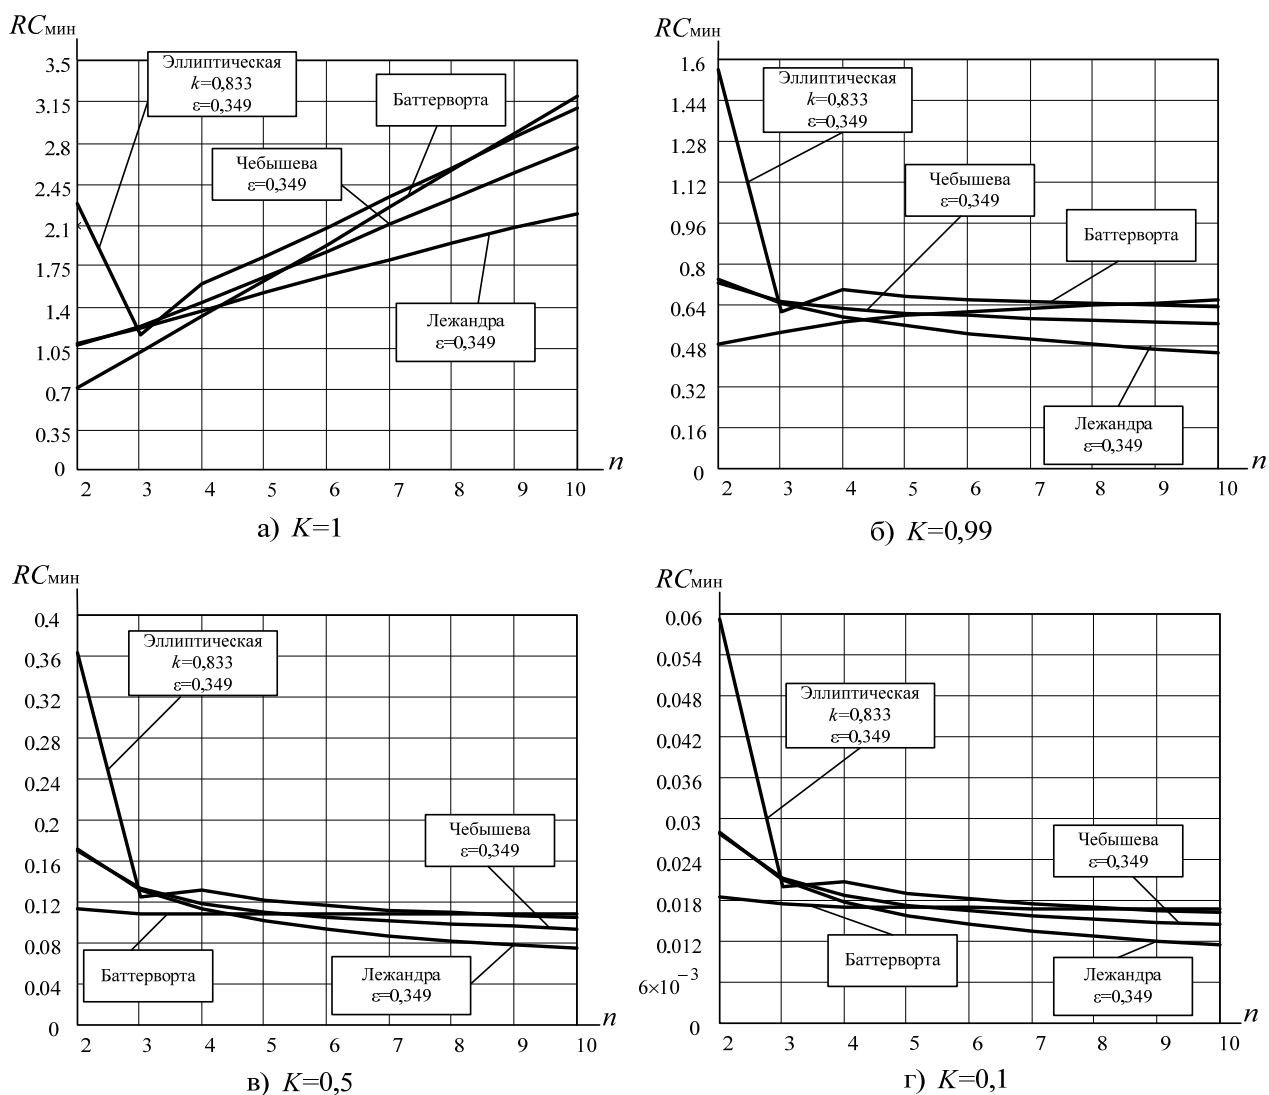 RCмин
3.5
3.15
2.8
2.45
2.1
1.75
1.4
1.05
0.7
0.35
0
Эллиптическая
k=0,833
ε=0,349
Баттерворта
Чебышева
ε=0,349
Лежандра
ε=0,349
n
2 3 4 5 6 7 8 9 10
а) K=1
RCмин
1.6
1.44
1.28
1.12
0.96
0.8
0.64
0.48
0.32
0.16
0
Эллиптическая
k=0,833
ε=0,349
Чебышева
ε=0,349
Баттерворта
Лежандра
ε=0,349
n
2 3 4 5 6 7 8 9 10
б) K=0,99
RCмин
0.4
0.36
0.32
0.28
0.24
0.2
0.16
0.12
0.08
0.04
0
Эллиптическая
k=0,833
ε=0,349
Чебышева
ε=0,349
Баттерворта
Лежандра
ε=0,349
n
2 3 4 5 6 7 8 9 10
в) K=0,5
RCмин
0.06
0.054
0.048
0.042
0.036
0.03
0.024
0.018
0.012
6×10⁻³
0
Эллиптическая
k=0,833
ε=0,349
Чебышева
ε=0,349
Баттерворта
Лежандра
ε=0,349
n
2 3 4 5 6 7 8 9 10
г) K=0,1